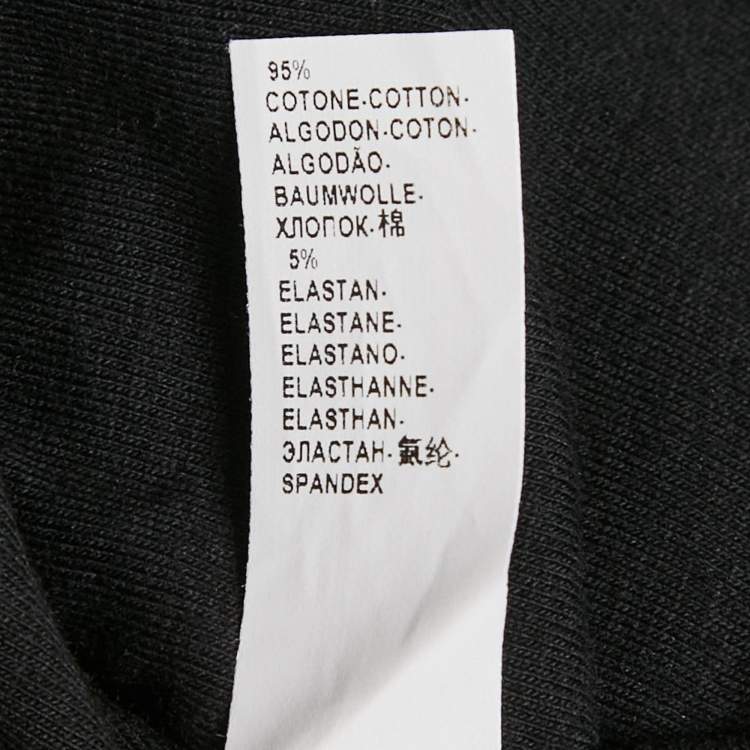 95%
COTONE·COTTON·
ALGODON·COTON·
ALGODÃO·
BAUMWOLLE·
ХЛОПОК·棉
5%
ELASTAN·
ELASTANE·
ELASTANO·
ELASTHANNE·
ELASTHAN·
ЭЛАСТАН·氨纶·
SPANDEX